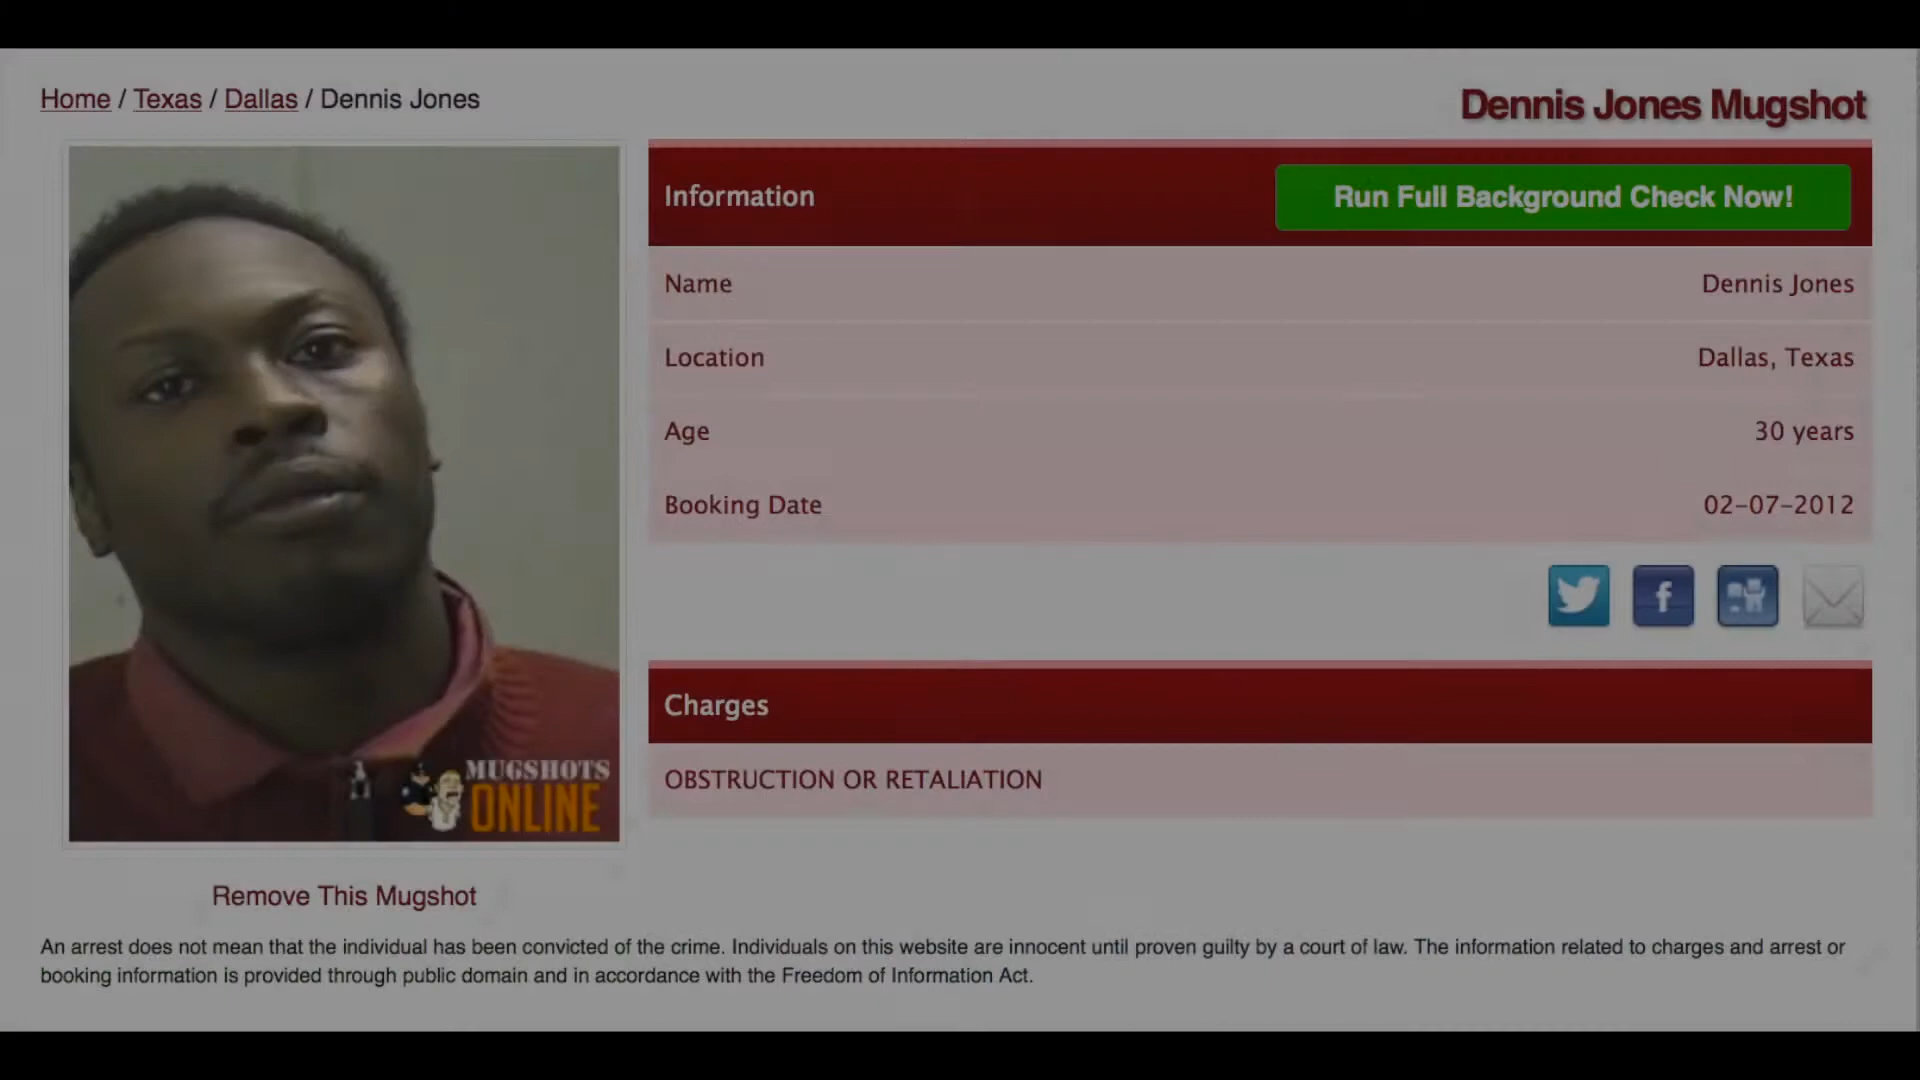 Home / Texas / Dallas / Dennis Jones
Dennis Jones Mugshot
Information
Run Full Background Check Now!
Name
Dennis Jones
Location
Dallas, Texas
Age
30 years
Booking Date
02-07-2012
Charges
OBSTRUCTION OR RETALIATION
MUGSHOTS
ONLINE
Remove This Mugshot
An arrest does not mean that the individual has been convicted of the crime. Individuals on this website are innocent until proven guilty by a court of law. The information related to charges and arrest or
booking information is provided through public domain and in accordance with the Freedom of Information Act.